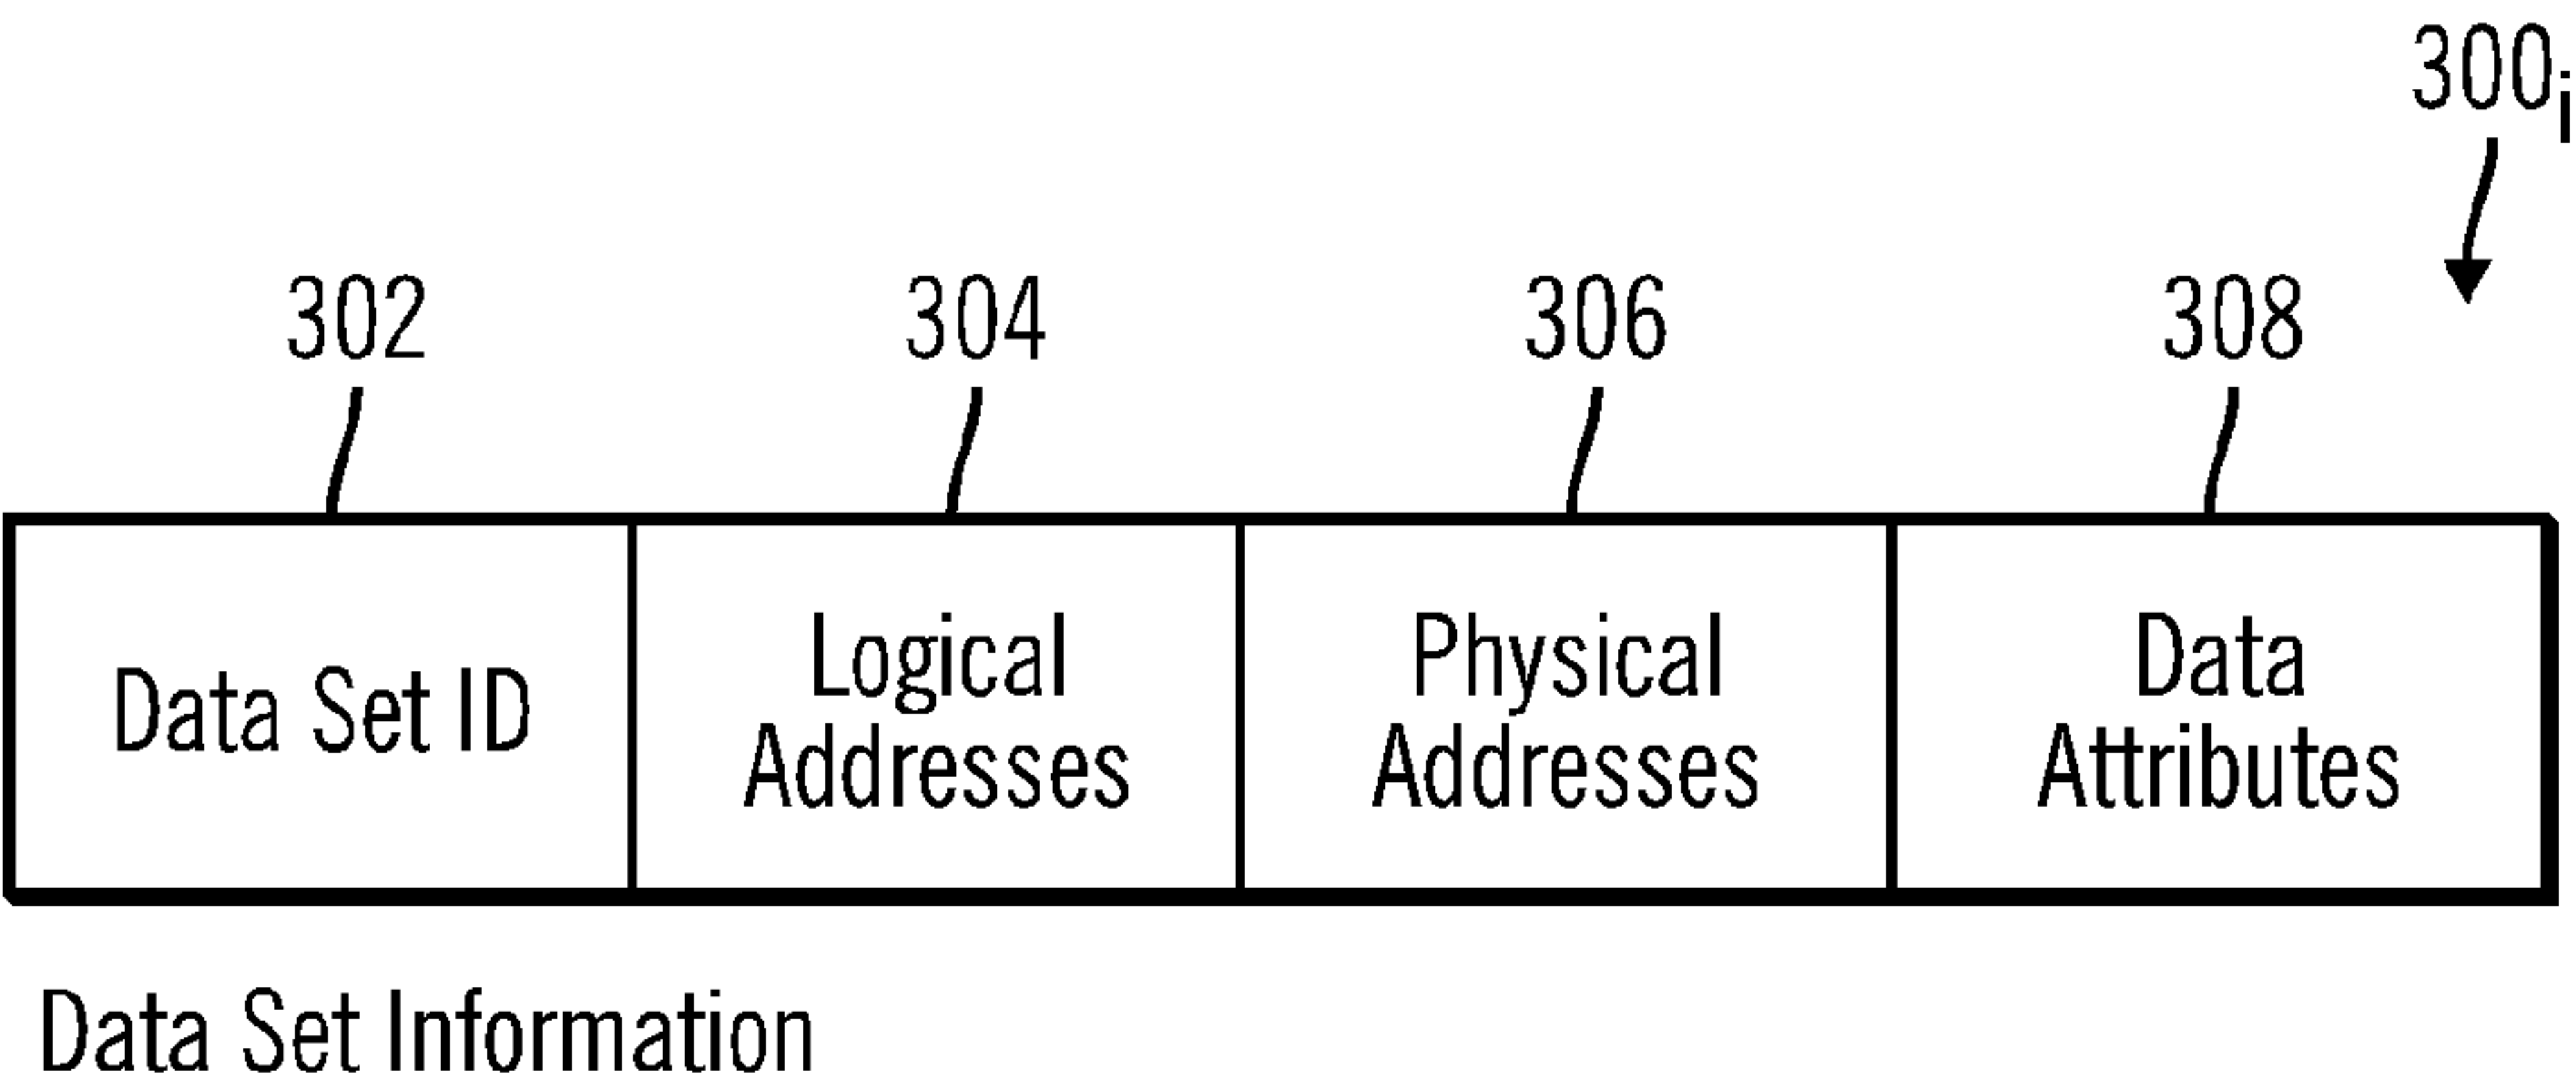 300i
302 304 306 308
Data Set ID
Logical
Addresses
Physical
Addresses
Data
Attributes
Data Set Information